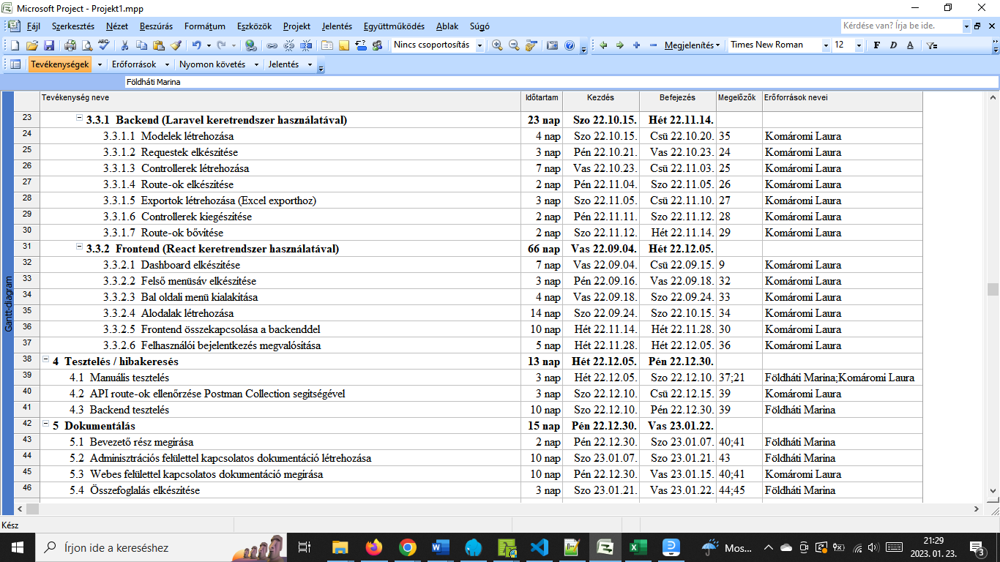 Microsoft Project - Projekt1.mpp
Fájl Szerkesztés Nézet Beszúrás Formátum Eszközök Projekt Jelentés Együttműködés Ablak Súgó Kérdése van? Írja be ide.
Nincs csoportosítás Megjelenítés Times New Roman 12 F D A
Tevékenységek Erőforrások Nyomon követés Jelentés
Földháti Marina
Tevékenység neve Időtartam Kezdés Befejezés Megelőzők Erőforrások nevei
23 3.3.1 Backend (Laravel keretrendszer használatával) 23 nap Szo 22.10.15. Hét 22.11.14.
24 3.3.1.1 Modelek létrehozása 4 nap Szo 22.10.15. Csü 22.10.20. 35 Komáromi Laura
25 3.3.1.2 Requestek elkészítése 3 nap Pén 22.10.21. Vas 22.10.23. 24 Komáromi Laura
26 3.3.1.3 Controllerek létrehozása 7 nap Vas 22.10.23. Csü 22.11.03. 25 Komáromi Laura
27 3.3.1.4 Route-ok elkészítése 2 nap Pén 22.11.04. Szo 22.11.05. 26 Komáromi Laura
28 3.3.1.5 Exportok létrehozása (Excel exporthoz) 3 nap Szo 22.11.05. Csü 22.11.10. 27 Komáromi Laura
29 3.3.1.6 Controllerek kiegészítése 2 nap Pén 22.11.11. Szo 22.11.12. 28 Komáromi Laura
30 3.3.1.7 Route-ok bővítése 2 nap Szo 22.11.12. Hét 22.11.14. 29 Komáromi Laura
31 3.3.2 Frontend (React keretrendszer használatával) 66 nap Vas 22.09.04. Hét 22.12.05.
32 3.3.2.1 Dashboard elkészítése 7 nap Vas 22.09.04. Csü 22.09.15. 9 Komáromi Laura
33 3.3.2.2 Felső menüsáv elkészítése 3 nap Pén 22.09.16. Vas 22.09.18. 32 Komáromi Laura
34 3.3.2.3 Bal oldali menü kialakítása 4 nap Vas 22.09.18. Szo 22.09.24. 33 Komáromi Laura
35 3.3.2.4 Alodalak létrehozása 14 nap Szo 22.09.24. Szo 22.10.15. 34 Komáromi Laura
36 3.3.2.5 Frontend összekapcsolása a backenddel 10 nap Hét 22.11.14. Hét 22.11.28. 30 Komáromi Laura
37 3.3.2.6 Felhasználói bejelentkezés megvalósítása 5 nap Hét 22.11.28. Hét 22.12.05. 36 Komáromi Laura
38 4 Tesztelés / hibakeresés 13 nap Hét 22.12.05. Pén 22.12.30.
39 4.1 Manuális tesztelés 3 nap Hét 22.12.05. Szo 22.12.10. 37;21 Földháti Marina;Komáromi Laura
40 4.2 API route-ok ellenőrzése Postman Collection segítségével 3 nap Szo 22.12.10. Csü 22.12.15. 39 Komáromi Laura
41 4.3 Backend tesztelés 10 nap Szo 22.12.10. Pén 22.12.30. 39 Földháti Marina
42 5 Dokumentálás 15 nap Pén 22.12.30. Vas 23.01.22.
43 5.1 Bevezető rész megírása 2 nap Pén 22.12.30. Szo 23.01.07. 40;41 Földháti Marina
44 5.2 Adminisztrációs felülettel kapcsolatos dokumentáció létrehozása 10 nap Szo 23.01.07. Szo 23.01.21. 43 Földháti Marina
45 5.3 Webes felülettel kapcsolatos dokumentáció megírása 10 nap Pén 22.12.30. Vas 23.01.15. 40;41 Komáromi Laura
46 5.4 Összefoglalás elkészítése 3 nap Szo 23.01.21. Vas 23.01.22. 44;45 Földháti Marina
Gantt-diagram
Kész
Írjon ide a kereséshez Mos... 21:29
2023. 01. 23. 3